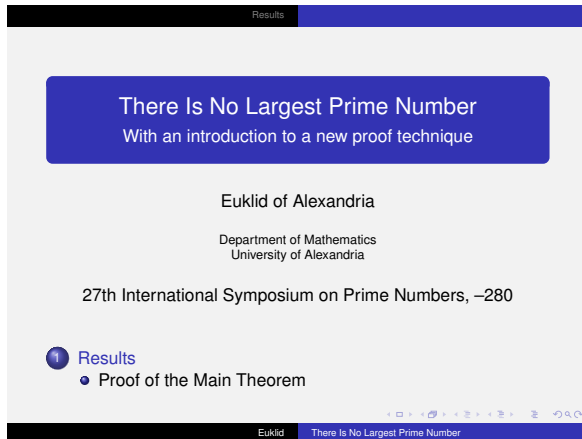 Results
There Is No Largest Prime Number
With an introduction to a new proof technique
Euklid of Alexandria
Department of Mathematics
University of Alexandria
27th International Symposium on Prime Numbers, –280
1 Results
Proof of the Main Theorem
Euklid There Is No Largest Prime Number